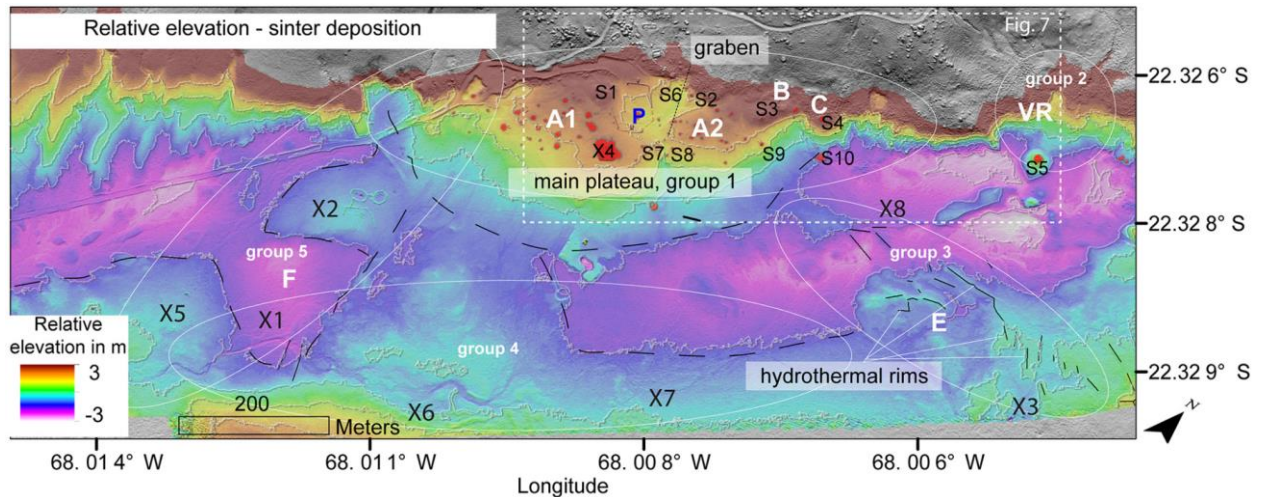 Relative elevation - sinter deposition
Fig. 7
graben
group 2
22.32 6° S
B
S1
S6
S2
S3
C
VR
A1
P
A2
S4
X4
S7
S8
S9
S10
S5
main plateau, group 1
X2
X8
22.32 8° S
group 5
group 3
F
X5
X1
E
group 4
Relative
elevation in m
3
-3
hydrothermal rims
22.32 9° S
200
Meters
X6
X7
X3
N
68. 01 4° W
68. 01 1° W
68. 00 8° W
68. 00 6° W
Longitude